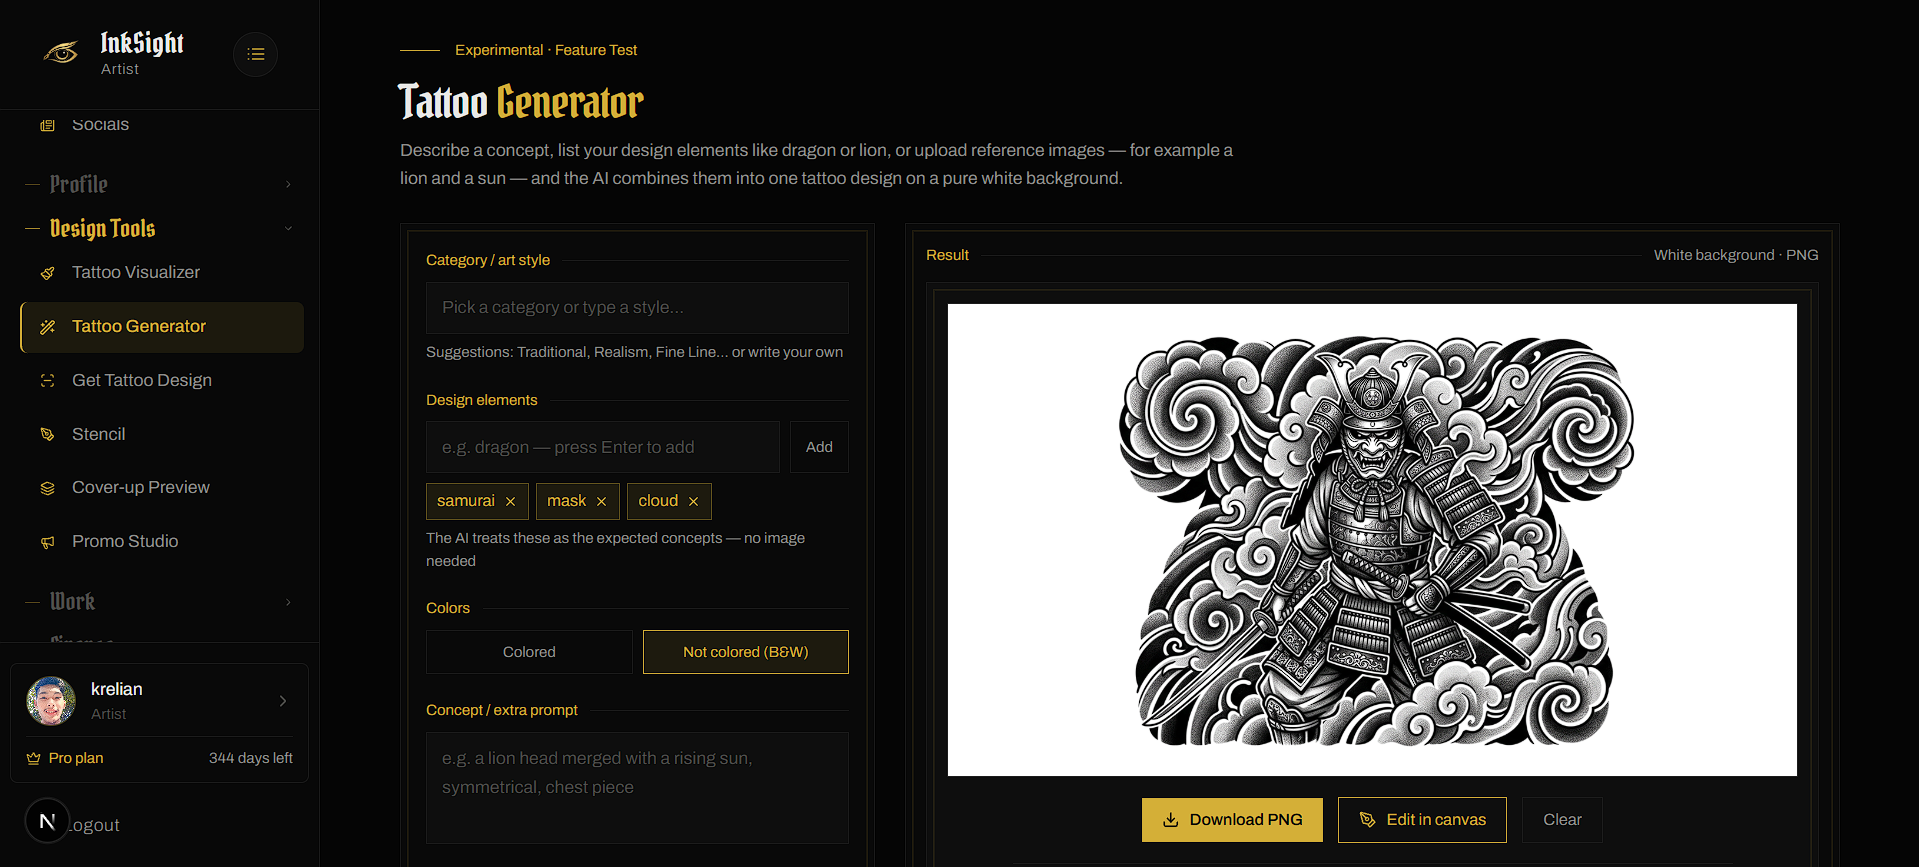 InkSight
Artist
Socials
Profile
Design Tools
Tattoo Visualizer
Tattoo Generator
Get Tattoo Design
Stencil
Cover-up Preview
Promo Studio
Work
krelian
Artist
Pro plan
344 days left
N
Logout
Experimental · Feature Test
Tattoo Generator
Describe a concept, list your design elements like dragon or lion, or upload reference images — for example a
lion and a sun — and the AI combines them into one tattoo design on a pure white background.
Category / art style
Pick a category or type a style...
Suggestions: Traditional, Realism, Fine Line... or write your own
Design elements
e.g. dragon — press Enter to add
Add
samurai ×
mask ×
cloud ×
The AI treats these as the expected concepts — no image
needed
Colors
Colored
Not colored (B&W)
Concept / extra prompt
e.g. a lion head merged with a rising sun,
symmetrical, chest piece
Result
White background · PNG
Download PNG
Edit in canvas
Clear